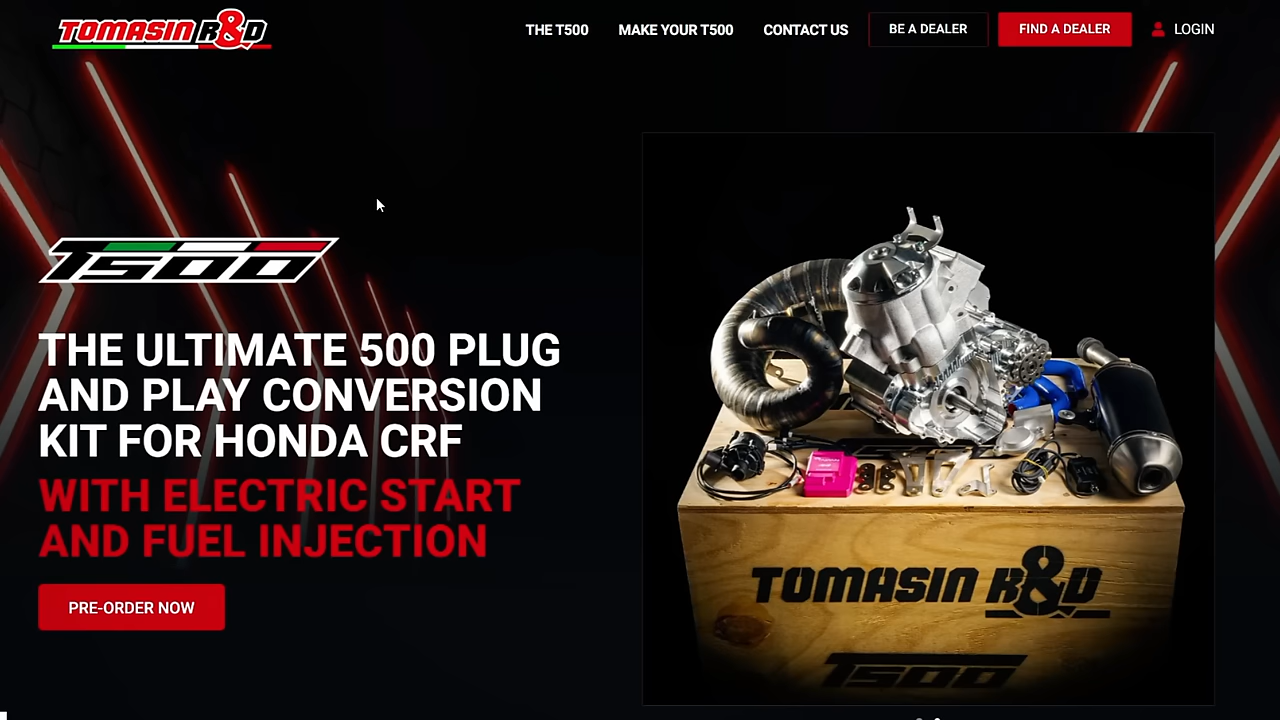 TOMASIN R&D
THE T500
MAKE YOUR T500
CONTACT US
BE A DEALER
FIND A DEALER
LOGIN
T500
THE ULTIMATE 500 PLUG
AND PLAY CONVERSION
KIT FOR HONDA CRF
WITH ELECTRIC START
AND FUEL INJECTION
PRE-ORDER NOW
TOMASIN R&D
T500